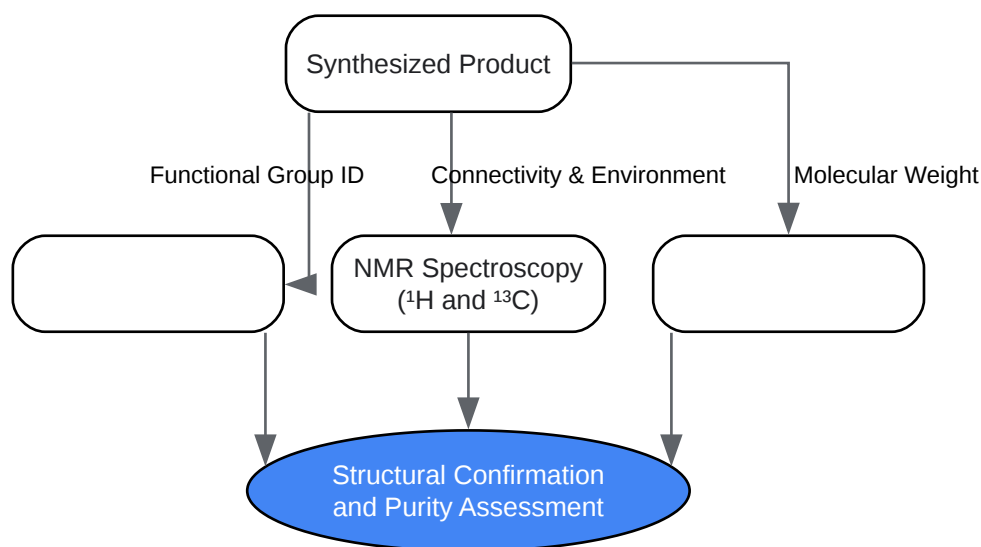 Synthesized Product
Functional Group ID
Connectivity & Environment
Molecular Weight
NMR Spectroscopy
(¹H and ¹³C)
Structural Confirmation
and Purity Assessment